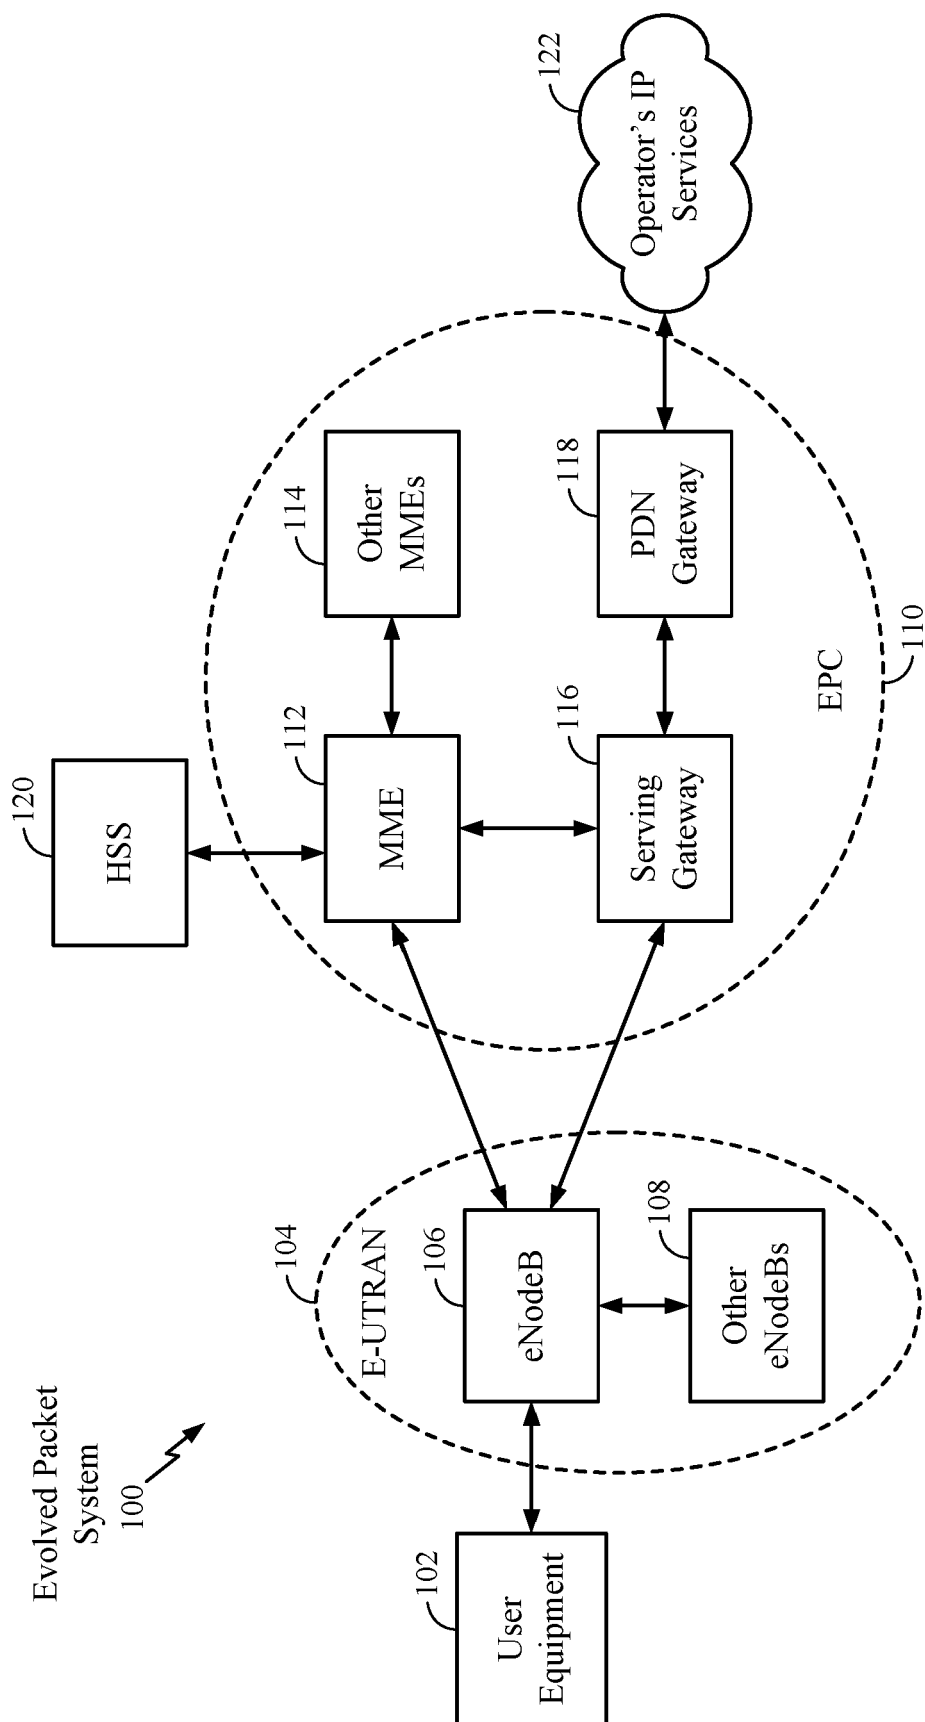 Evolved Packet
System
100
102
User
Equipment
104
E-UTRAN
106
eNodeB
108
Other
eNodeBs
120
HSS
112
MME
114
Other
MMEs
116
Serving
Gateway
118
PDN
Gateway
EPC
110
122
Operator's IP
Services